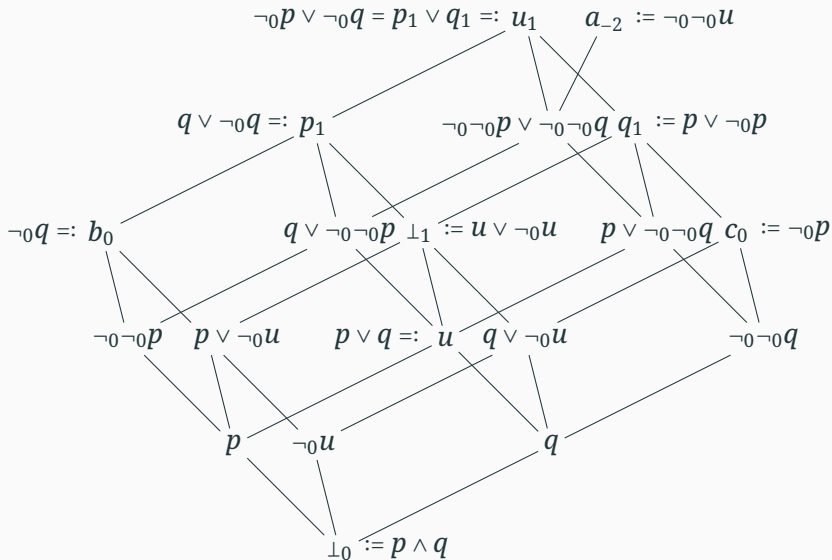 ¬₀p ∨ ¬₀q = p₁ ∨ q₁ =: u₁ a₋₂ := ¬₀¬₀u
q ∨ ¬₀q =: p₁ ¬₀¬₀p ∨ ¬₀¬₀q q₁ := p ∨ ¬₀p
¬₀q =: b₀ q ∨ ¬₀¬₀p ⊥₁ := u ∨ ¬₀u p ∨ ¬₀¬₀q c₀ := ¬₀p
¬₀¬₀p p ∨ ¬₀u p ∨ q =: u q ∨ ¬₀u ¬₀¬₀q
p ¬₀u q
⊥₀ := p ∧ q